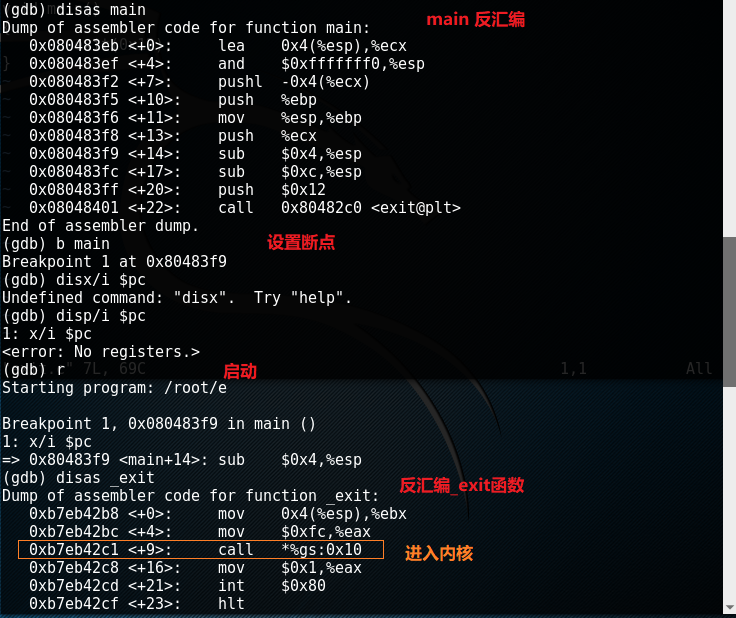 (gdb) disas main
main 反汇编
Dump of assembler code for function main:
   0x080483eb <+0>:	lea    0x4(%esp),%ecx
   0x080483ef <+4>:	and    $0xfffffff0,%esp
   0x080483f2 <+7>:	pushl  -0x4(%ecx)
   0x080483f5 <+10>:	push   %ebp
   0x080483f6 <+11>:	mov    %esp,%ebp
   0x080483f8 <+13>:	push   %ecx
   0x080483f9 <+14>:	sub    $0x4,%esp
   0x080483fc <+17>:	sub    $0xc,%esp
   0x080483ff <+20>:	push   $0x12
   0x08048401 <+22>:	call   0x80482c0 <exit@plt>
End of assembler dump.
(gdb) b main
设置断点
Breakpoint 1 at 0x80483f9
(gdb) disx/i $pc
Undefined command: "disx".  Try "help".
(gdb) disp/i $pc
1: x/i $pc
<error: No registers.>
(gdb) r
" 7L, 69C
启动
1,1
All
Starting program: /root/e
Breakpoint 1, 0x080483f9 in main ()
1: x/i $pc
=> 0x80483f9 <main+14>:	sub    $0x4,%esp
(gdb) disas _exit
反汇编_exit函数
Dump of assembler code for function _exit:
   0xb7eb42b8 <+0>:	mov    0x4(%esp),%ebx
   0xb7eb42bc <+4>:	mov    $0xfc,%eax
   0xb7eb42c1 <+9>:	call   *%gs:0x10
进入内核
   0xb7eb42c8 <+16>:	mov    $0x1,%eax
   0xb7eb42cd <+21>:	int    $0x80
   0xb7eb42cf <+23>:	hlt